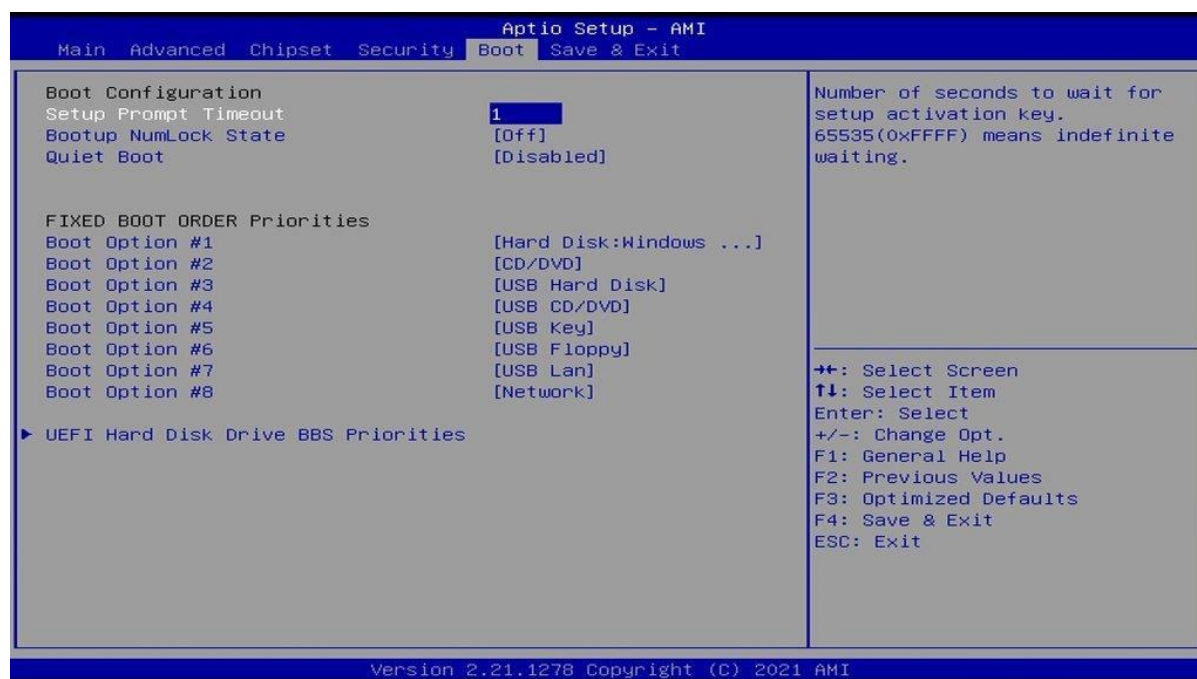 Aptio Setup – AMI
Main Advanced Chipset Security Boot Save & Exit
Boot Configuration
Setup Prompt Timeout 1
Bootup NumLock State [Off]
Quiet Boot [Disabled]
FIXED BOOT ORDER Priorities
Boot Option #1 [Hard Disk:Windows ...]
Boot Option #2 [CD/DVD]
Boot Option #3 [USB Hard Disk]
Boot Option #4 [USB CD/DVD]
Boot Option #5 [USB Key]
Boot Option #6 [USB Floppy]
Boot Option #7 [USB Lan]
Boot Option #8 [Network]
▶ UEFI Hard Disk Drive BBS Priorities
Number of seconds to wait for
setup activation key.
65535(0xFFFF) means indefinite
waiting.
→←: Select Screen
↑↓: Select Item
Enter: Select
+/-: Change Opt.
F1: General Help
F2: Previous Values
F3: Optimized Defaults
F4: Save & Exit
ESC: Exit
Version 2.21.1278 Copyright (C) 2021 AMI